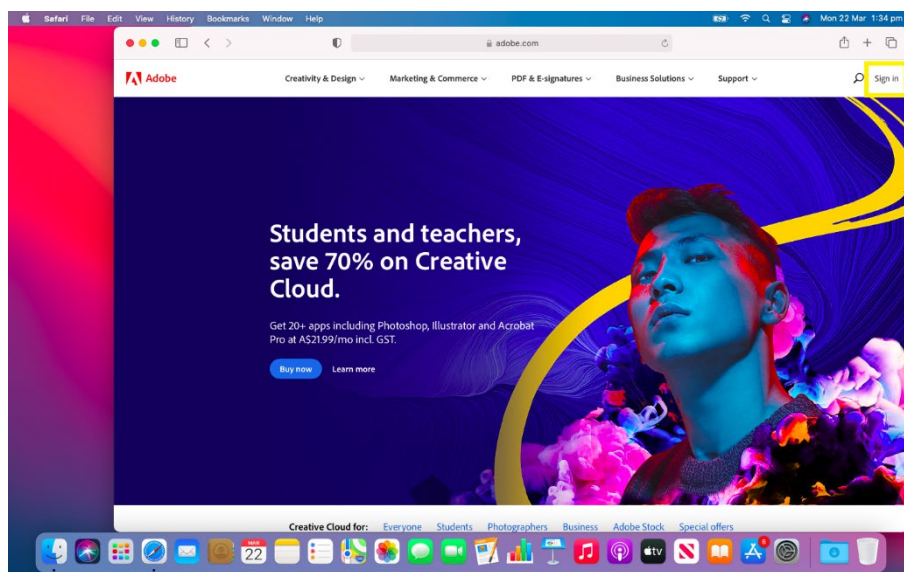 Safari File Edit View History Bookmarks Window Help
Mon 22 Mar 1:34 pm
adobe.com
Adobe
Creativity & Design
Marketing & Commerce
PDF & E-signatures
Business Solutions
Support
Sign in
Students and teachers,
save 70% on Creative
Cloud.
Get 20+ apps including Photoshop, Illustrator and Acrobat
Pro at A$21.99/mo incl. GST.
Buy now Learn more
Creative Cloud for: Everyone Students Photographers Business Adobe Stock Special offers
MAR
22
tv